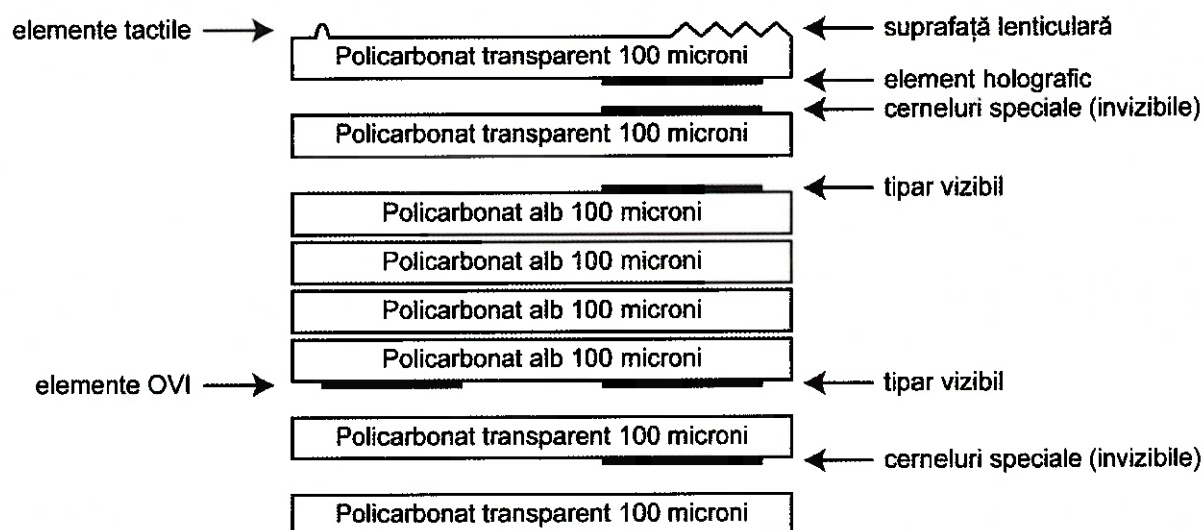 elemente tactile
suprafață lenticulară
Policarbonat transparent 100 microni
element holografic
cerneluri speciale (invizibile)
Policarbonat transparent 100 microni
tipar vizibil
Policarbonat alb 100 microni
Policarbonat alb 100 microni
Policarbonat alb 100 microni
Policarbonat alb 100 microni
elemente OVI
tipar vizibil
Policarbonat transparent 100 microni
cerneluri speciale (invizibile)
Policarbonat transparent 100 microni